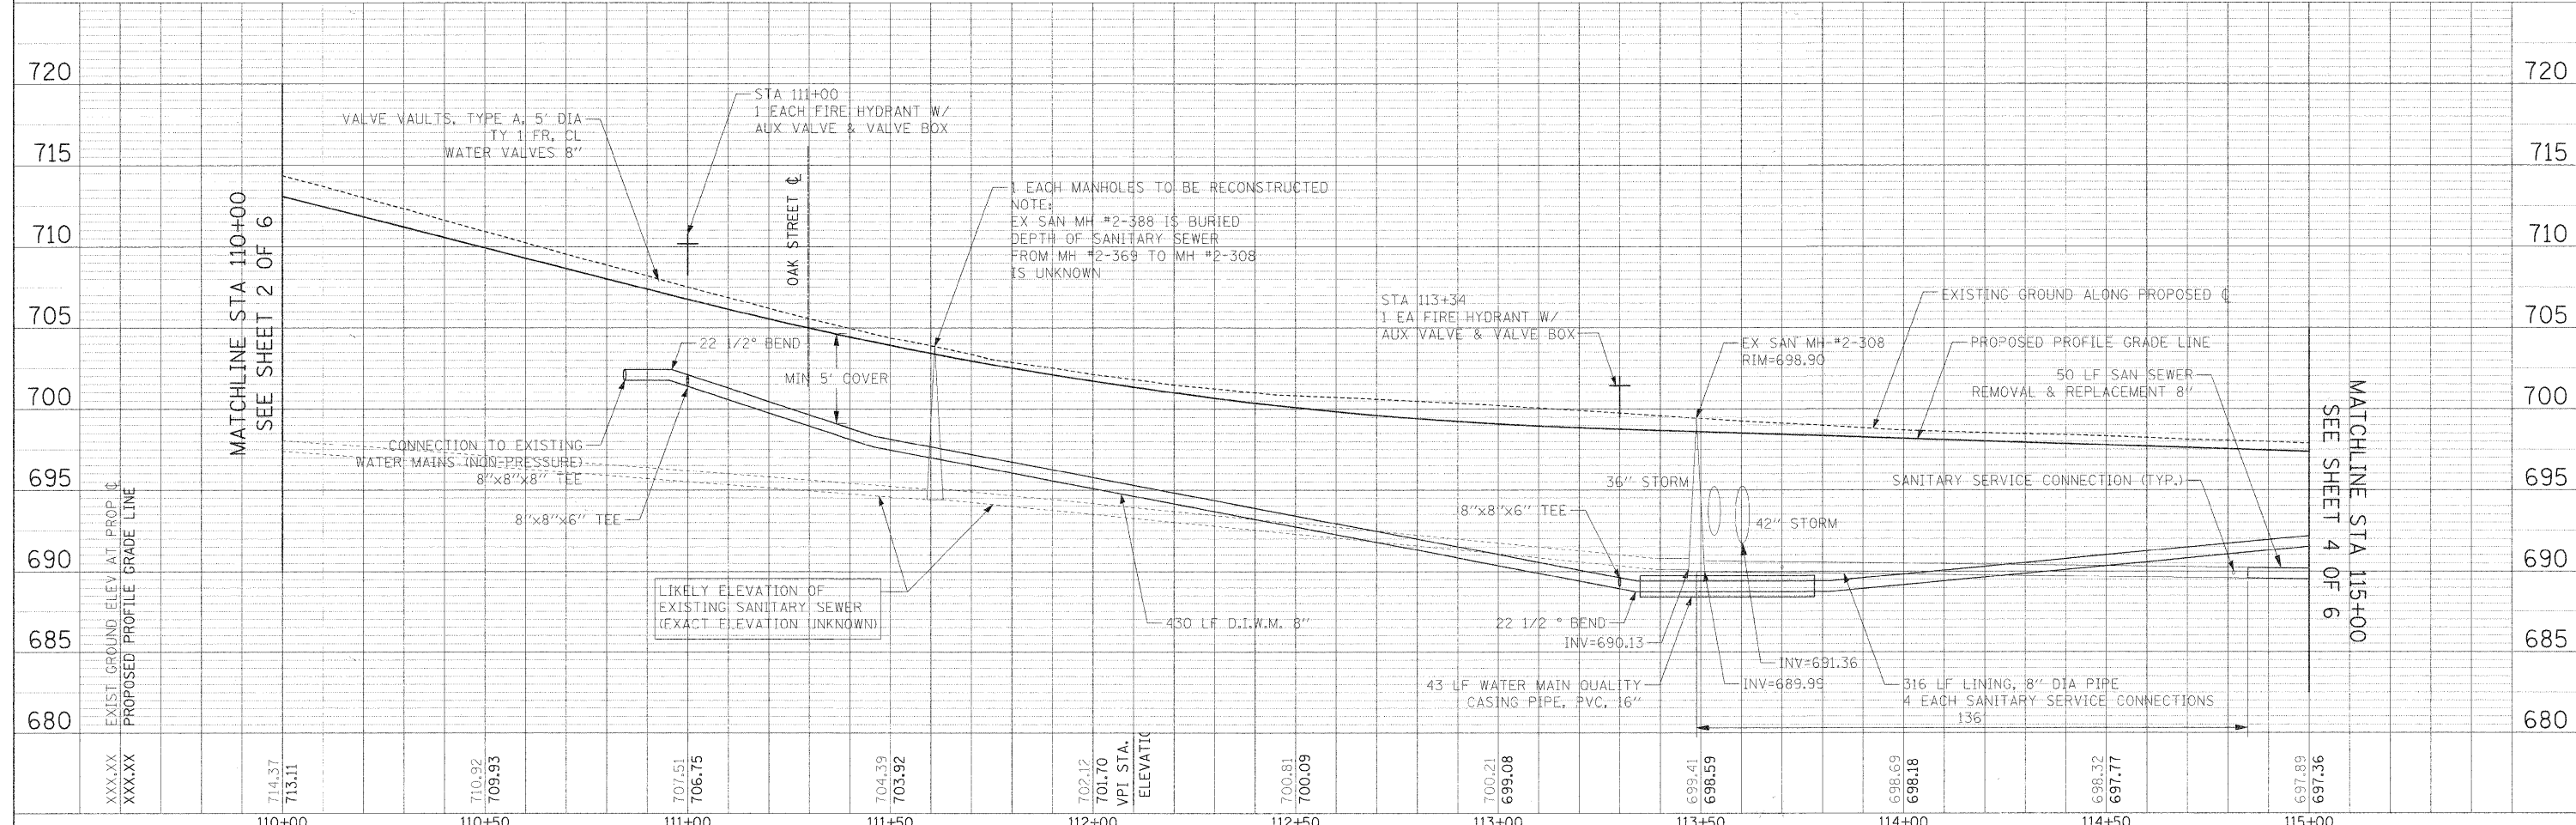 720
715
710
705
700
695
690
685
680
720
715
710
705
700
695
690
685
680
MATCHLINE STA 110+00
SEE SHEET 2 OF 6
VALVE VAULTS, TYPE A, 5' DIA
TY 1 FR, CL
WATER VALVES 8"
STA 111+00
1 EACH FIRE HYDRANT W/
AUX VALVE & VALVE BOX
OAK STREET ℄
1 EACH MANHOLES TO BE RECONSTRUCTED
NOTE:
EX SAN MH #2-388 IS BURIED
DEPTH OF SANITARY SEWER
FROM MH #2-369 TO MH #2-308
IS UNKNOWN
22 1/2° BEND
MIN 5' COVER
CONNECTION TO EXISTING
WATER MAINS (NON-PRESSURE)
8"x8"x8" TEE
8"x8"x6" TEE
LIKELY ELEVATION OF
EXISTING SANITARY SEWER
(EXACT ELEVATION UNKNOWN)
430 LF D.I.W.M. 8"
STA 113+34
1 EA FIRE HYDRANT W/
AUX VALVE & VALVE BOX
EX SAN MH #2-308
RIM=698.90
EXISTING GROUND ALONG PROPOSED ℄
PROPOSED PROFILE GRADE LINE
50 LF SAN SEWER
REMOVAL & REPLACEMENT 8"
36" STORM
42" STORM
SANITARY SERVICE CONNECTION (TYP.)
8"x8"x6" TEE
22 1/2 ° BEND
INV=690.13
INV=691.36
INV=689.99
43 LF WATER MAIN QUALITY
CASING PIPE, PVC, 16"
316 LF LINING, 8" DIA PIPE
4 EACH SANITARY SERVICE CONNECTIONS
136'
MATCHLINE STA 115+00
SEE SHEET 4 OF 6
XXX.XX EXIST GROUND ELEV AT PROP ℄
XXX.XX PROPOSED PROFILE GRADE LINE
714.37
713.11
710.92
709.93
707.51
706.75
704.39
703.92
702.12
701.70
VPI STA.
700.81
700.09
700.21
699.08
699.41
698.59
698.69
698.18
698.32
697.77
697.89
697.36
110+00
110+50
111+00
111+50
112+00
112+50
113+00
113+50
114+00
114+50
115+00